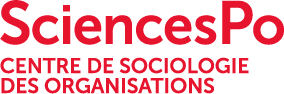 SciencesPo
CENTRE DE SOCIOLOGIE
DES ORGANISATIONS